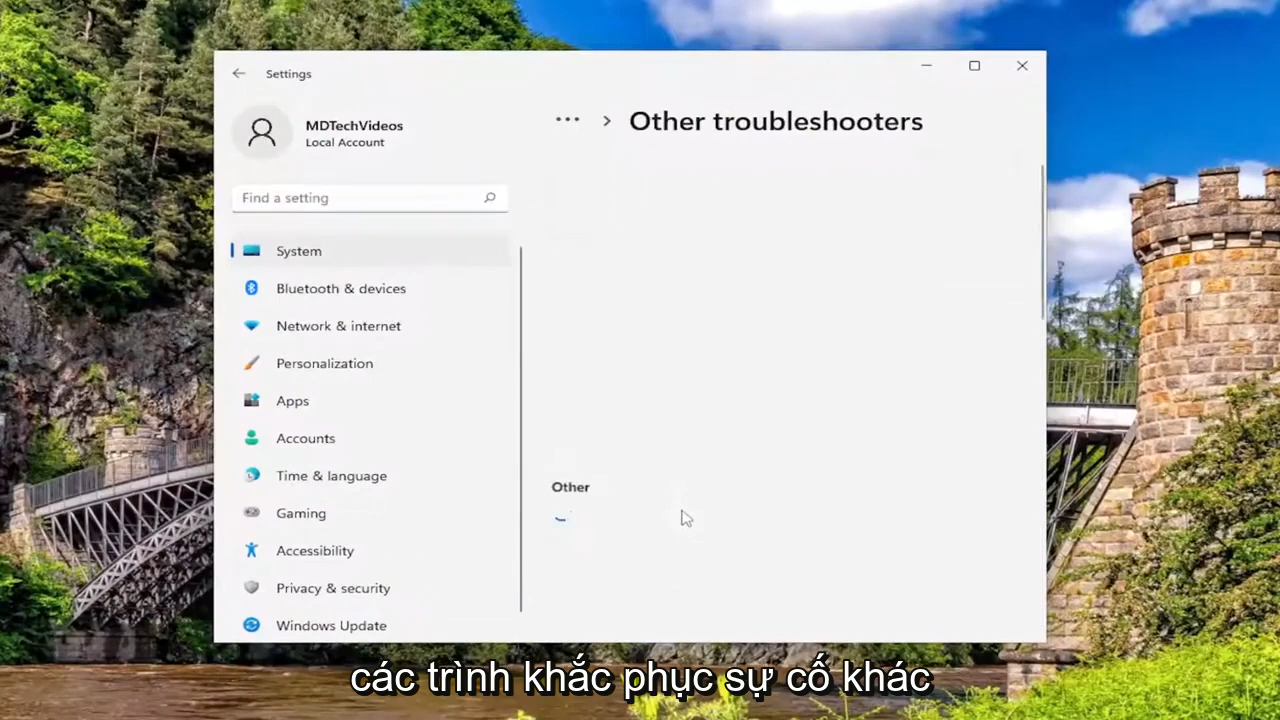 Settings
MDTechVideos
Local Account
Find a setting
System
Bluetooth & devices
Network & internet
Personalization
Apps
Accounts
Time & language
Gaming
Accessibility
Privacy & security
Windows Update
... > Other troubleshooters
Other
các trình khắc phục sự cố khác